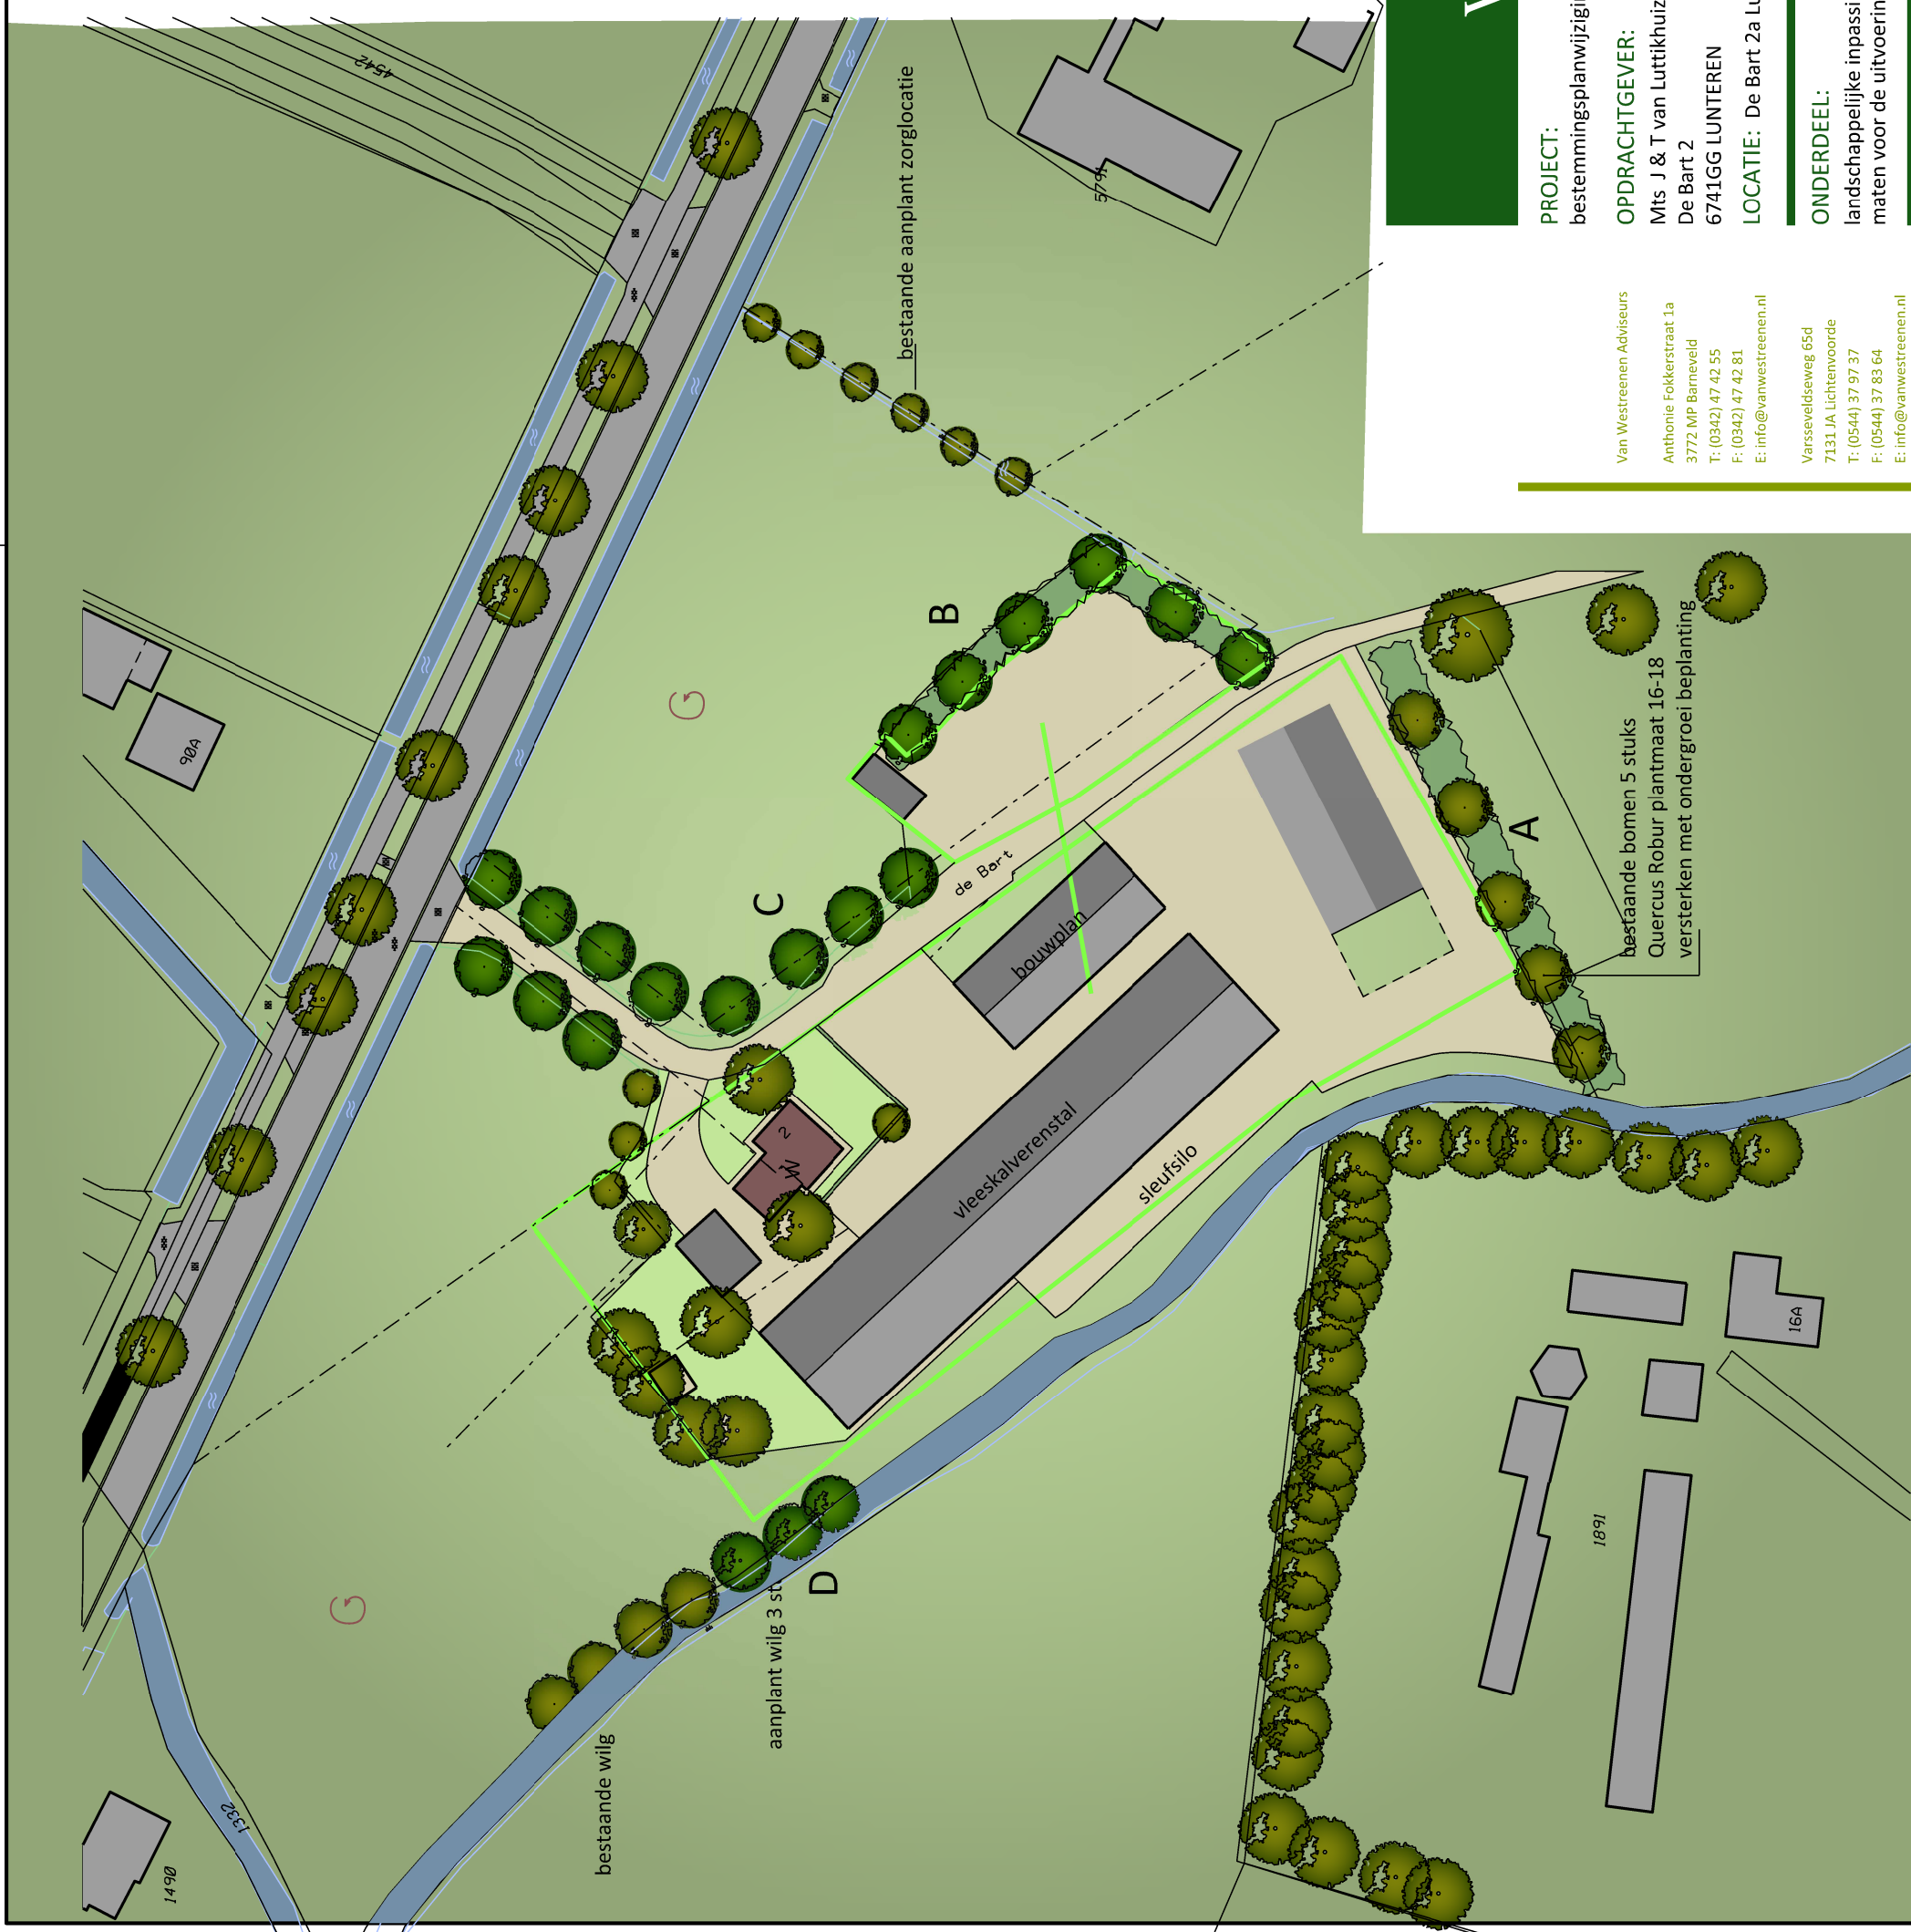 PROJECT:
bestemmingsplanwijzigin
OPDRACHTGEVER:
Mts J & T van Luttikhuiz
De Bart 2
6741GG LUNTEREN
LOCATIE: De Bart 2a Lu
ONDERDEEL:
landschappelijke inpassi
maten voor de uitvoerin
Van Westreenen Adviseurs
Anthonie Fokkerstraat 1a
3772 MP Barneveld
T: (0342) 47 42 55
F: (0342) 47 42 81
E: info@vanwestreenen.nl
Varsseveldseweg 65d
7131 JA Lichtenvoorde
T: (0544) 37 97 37
F: (0544) 37 83 64
E: info@vanwestreenen.nl
4542
bestaande aanplant zorglocatie
5791
90A
G
B
C
de Bart
bouwplan
A
bestaande bomen 5 stuks
Quercus Robur plantmaat 16-18
versterken met ondergroei beplanting
2
W
vleeskalverenstal
sleufsilo
16A
1891
G
D
aanplant wilg 3 st
bestaande wilg
1332
1490